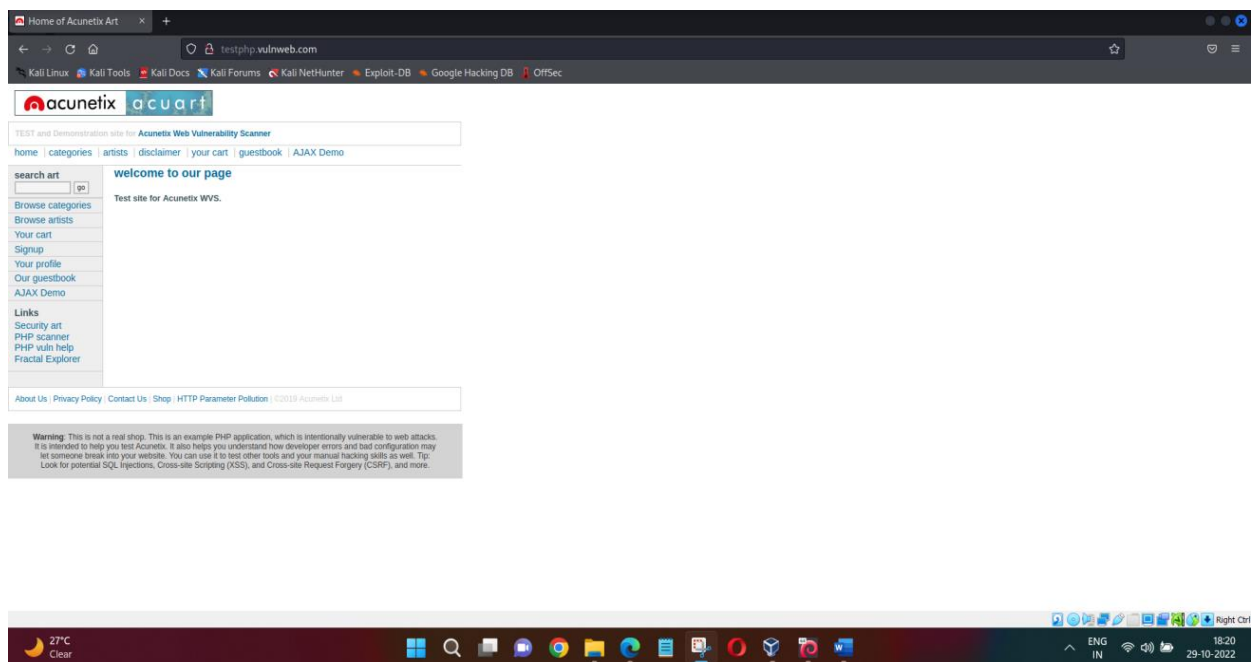 Home of Acunetix Art
testphp.vulnweb.com
Kali Linux Kali Tools Kali Docs Kali Forums Kali NetHunter Exploit-DB Google Hacking DB OffSec
acunetix acuart
TEST and Demonstration site for Acunetix Web Vulnerability Scanner
home | categories | artists | disclaimer | your cart | guestbook | AJAX Demo
search art
go
Browse categories
Browse artists
Your cart
Signup
Your profile
Our guestbook
AJAX Demo
Links
Security art
PHP scanner
PHP vuln help
Fractal Explorer
welcome to our page
Test site for Acunetix WVS.
About Us | Privacy Policy | Contact Us | Shop | HTTP Parameter Pollution | ©2019 Acunetix Ltd
Warning: This is not a real shop. This is an example PHP application, which is intentionally vulnerable to web attacks.
It is intended to help you test Acunetix. It also helps you understand how developer errors and bad configuration may
let someone break into your website. You can use it to test other tools and your manual hacking skills as well. Tip:
Look for potential SQL Injections, Cross-site Scripting (XSS), and Cross-site Request Forgery (CSRF), and more.
Right Ctrl
27°C
Clear
ENG
IN
18:20
29-10-2022